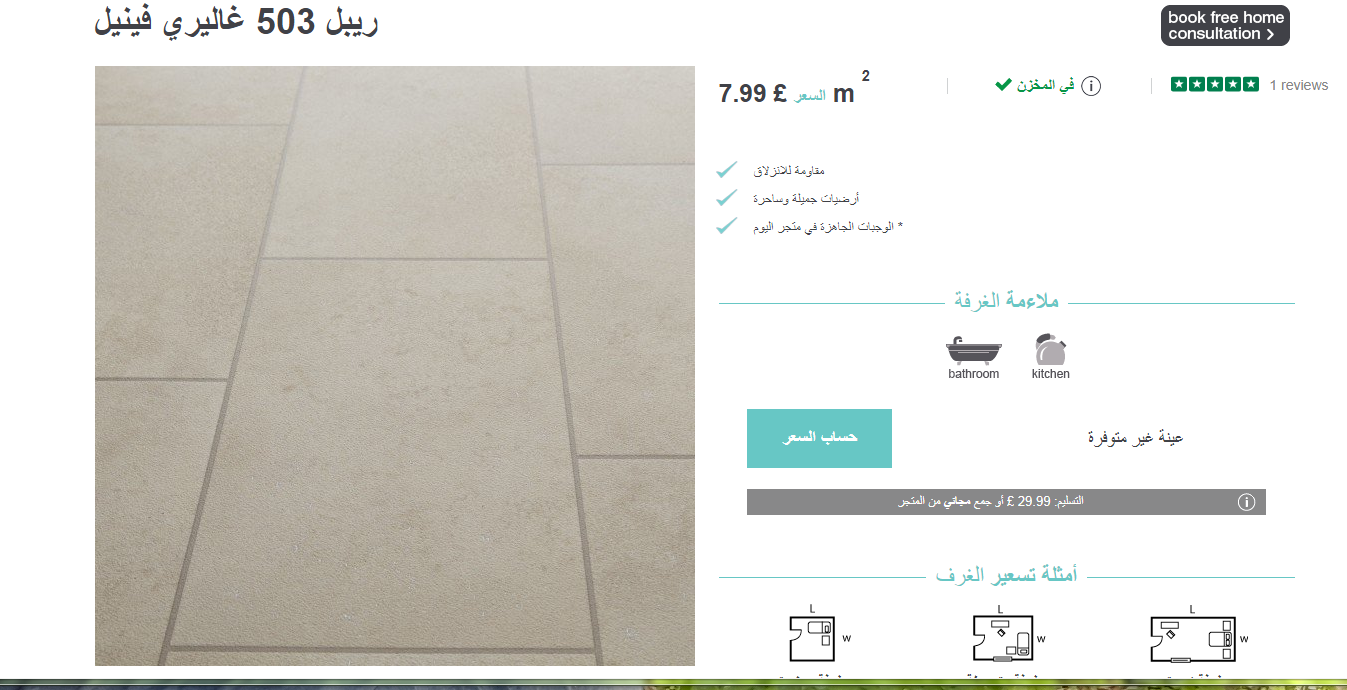 ريبل 503 غاليري فينيل
book free home
consultation
7.99 £ السعر m 2
في المخزن
1 reviews
مقاومة للانزلاق
أرضيات جميلة وساحرة
* الوجبات الجاهزة في متجر اليوم
ملاءمة الغرفة
bathroom
kitchen
حساب السعر
عينة غير متوفرة
التسليم: 29.99 £ أو جمع مجاني من المتجر
أمثلة تسعير الغرف
L
W
L
W
L
W